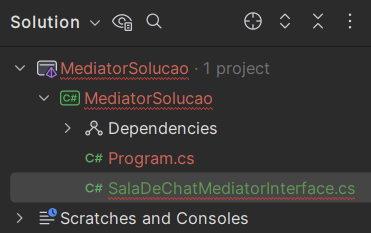 Solution
MediatorSolucao · 1 project
C# MediatorSolucao
Dependencies
C# Program.cs
C# SalaDeChatMediatorInterface.cs
Scratches and Consoles